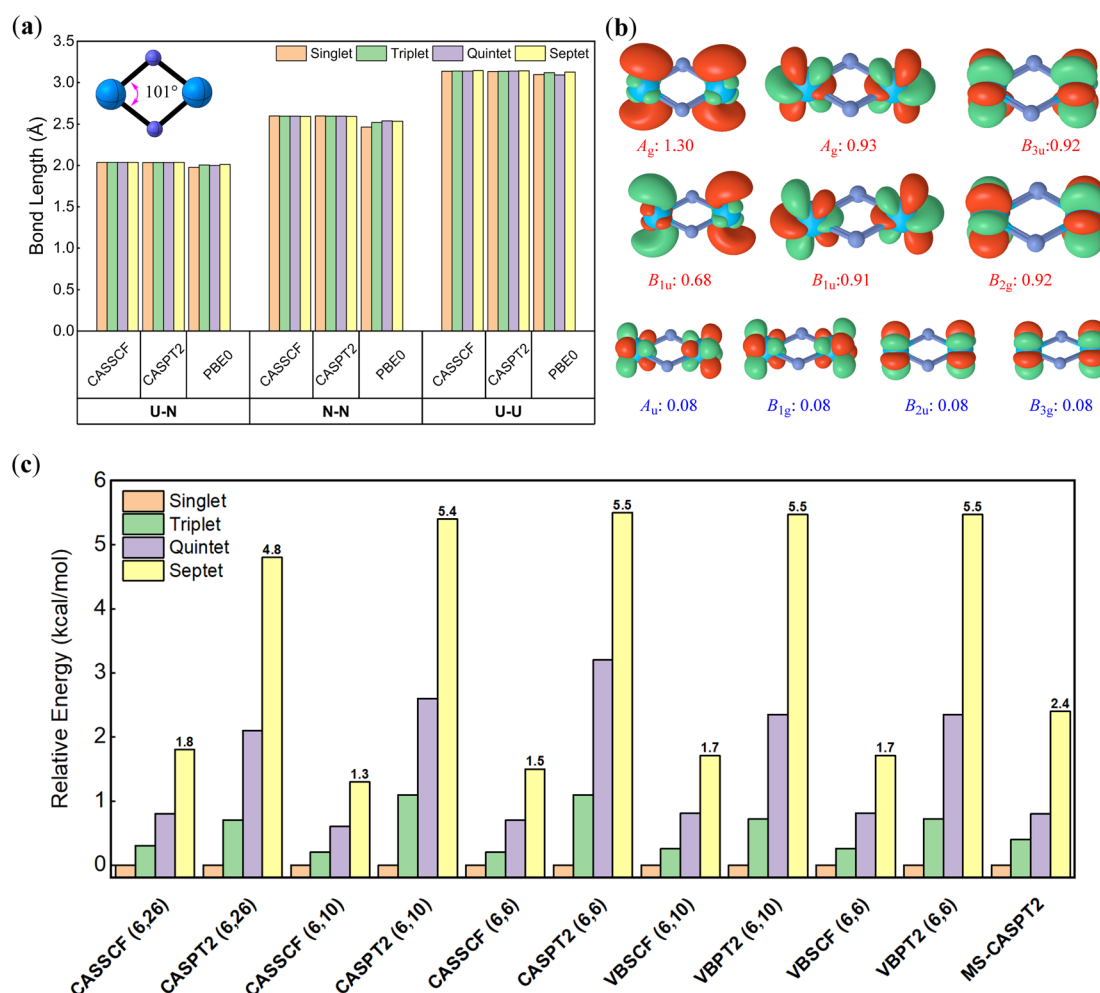 (a)
3.5
3.0
2.5
2.0
1.5
1.0
0.5
0.0
Bond Length (Å)
101°
Singlet Triplet Quintet Septet
CASSCF CASPT2 PBE0 CASSCF CASPT2 PBE0 CASSCF CASPT2 PBE0
U-N N-N U-U
(b)
Ag: 1.30 Ag: 0.93 B3u:0.92
B1u: 0.68 B1u:0.91 B2g: 0.92
Au: 0.08 B1g: 0.08 B2u: 0.08 B3g: 0.08
(c)
6
5
4
3
2
1
0
Relative Energy (kcal/mol)
Singlet
Triplet
Quintet
Septet
1.8 4.8 1.3 5.4 1.5 5.5 1.7 5.5 1.7 5.5 2.4
CASSCF (6,26) CASPT2 (6,26) CASSCF (6,10) CASPT2 (6,10) CASSCF (6,6) CASPT2 (6,6) VBSCF (6,10) VBPT2 (6,10) VBSCF (6,6) VBPT2 (6,6) MS-CASPT2